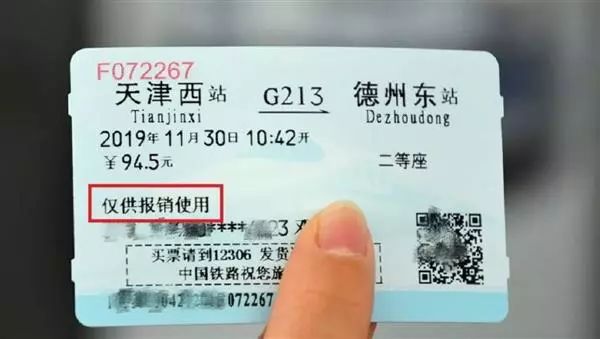 F072267
天津西站 G213 德州东站
Tianjinxi Dezhoudong
2019年11月30日10:42开
￥94.5元 二等座
仅供报销使用
****
买票请到12306 发货
中国铁路祝您旅
072267